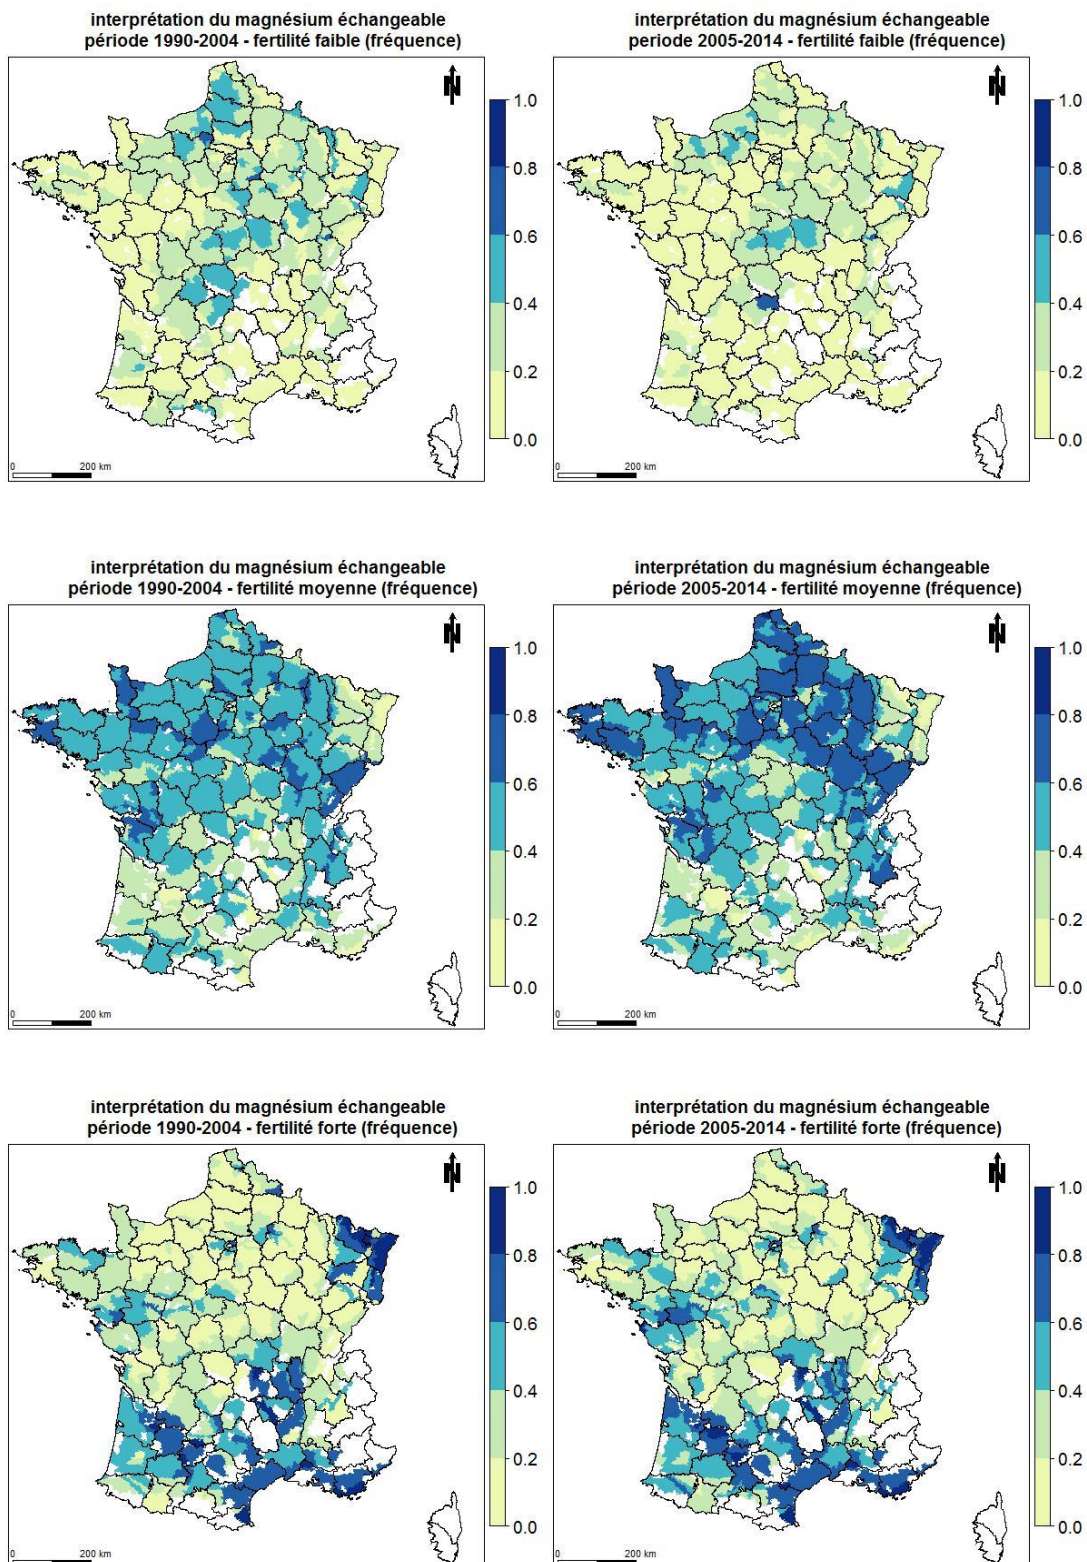 interprétation du magnésium échangeable
période 1990-2004 - fertilité faible (fréquence)
N
1.0
0.8
0.6
0.4
0.2
0.0
0 200 km
interprétation du magnésium échangeable
periode 2005-2014 - fertilité faible (fréquence)
N
1.0
0.8
0.6
0.4
0.2
0.0
0 200 km
interprétation du magnésium échangeable
période 1990-2004 - fertilité moyenne (fréquence)
N
1.0
0.8
0.6
0.4
0.2
0.0
0 200 km
interprétation du magnésium échangeable
période 2005-2014 - fertilité moyenne (fréquence)
N
1.0
0.8
0.6
0.4
0.2
0.0
0 200 km
interprétation du magnésium échangeable
période 1990-2004 - fertilité forte (fréquence)
N
1.0
0.8
0.6
0.4
0.2
0.0
0 200 km
interprétation du magnésium échangeable
période 2005-2014 - fertilité forte (fréquence)
N
1.0
0.8
0.6
0.4
0.2
0.0
0 200 km